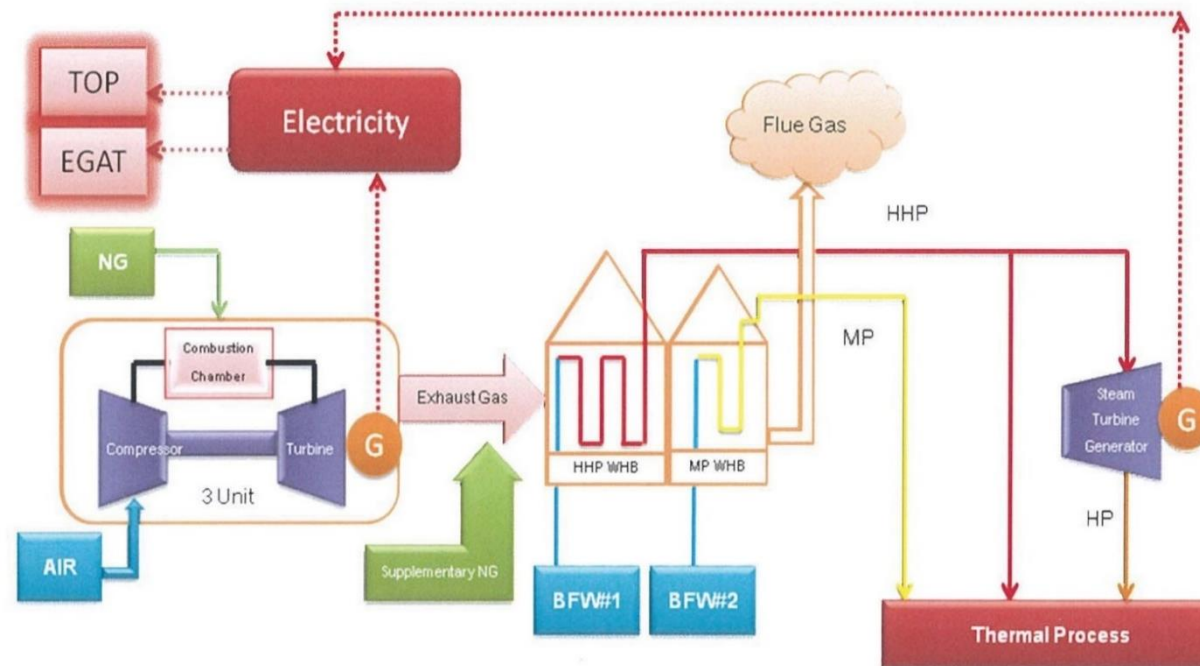 TOP
EGAT
Electricity
Flue Gas
HHP
NG
MP
Combustion
Chamber
Exhaust Gas
Compressor
Turbine
G
Steam
Turbine
Generator
G
HHP WHB
MP WHB
3 Unit
HP
AIR
Supplementary NG
BFW#1
BFW#2
Thermal Process